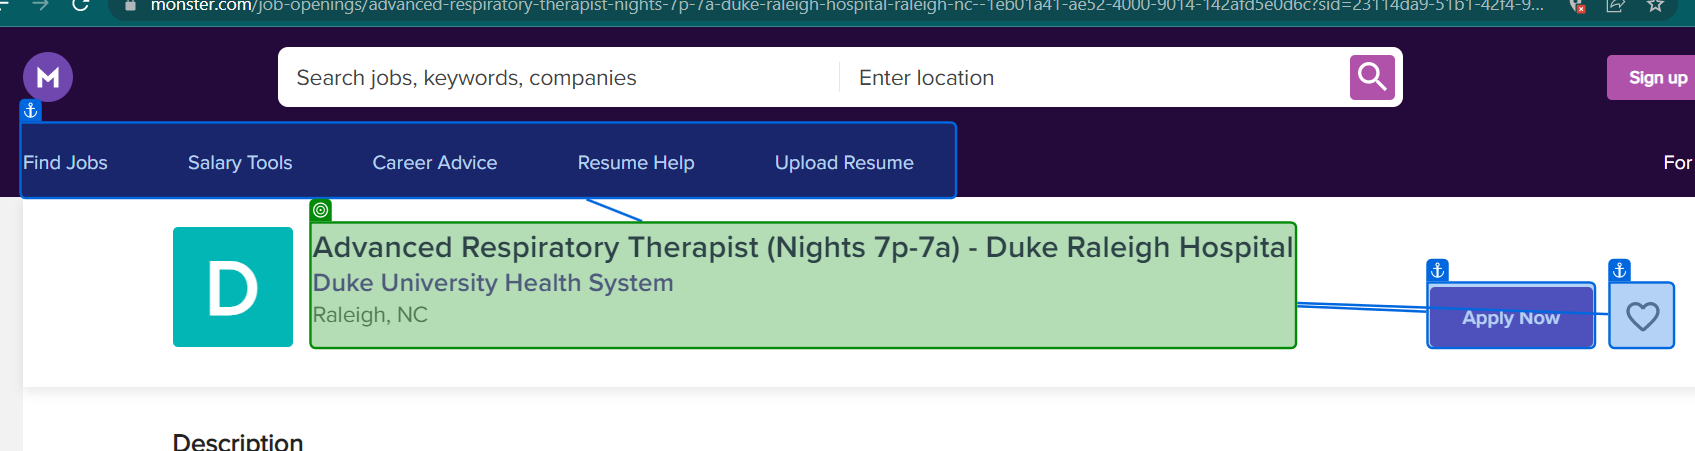 monster.com/job-openings/advanced-respiratory-therapist-nights-7p-7a-duke-raleigh-hospital-raleigh-nc--1eb01a41-ae52-4000-9014-142afd5e0d6c?sid=23114da9-51b1-42f4-9...
M
Search jobs, keywords, companies
Enter location
Sign up
Find Jobs
Salary Tools
Career Advice
Resume Help
Upload Resume
For
D
Advanced Respiratory Therapist (Nights 7p-7a) - Duke Raleigh Hospital
Duke University Health System
Raleigh, NC
Apply Now
Description